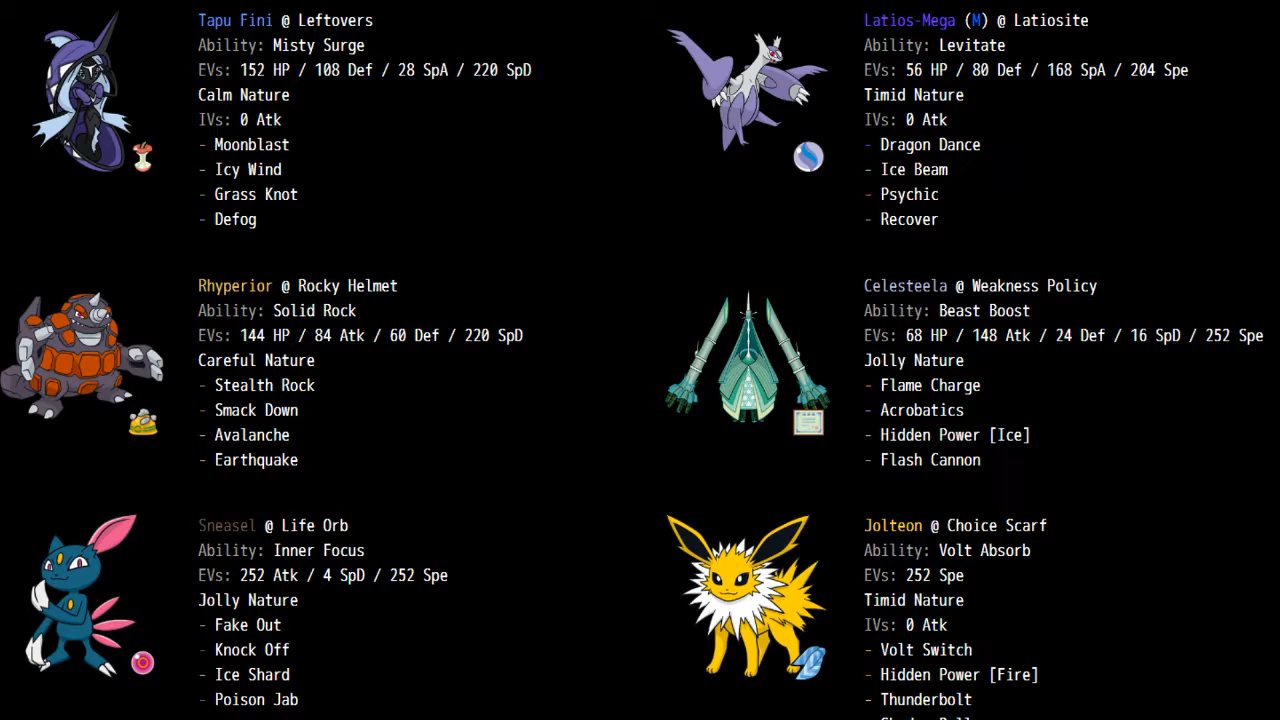 Tapu Fini @ Leftovers
Ability: Misty Surge
EVs: 152 HP / 108 Def / 28 SpA / 220 SpD
Calm Nature
IVs: 0 Atk
- Moonblast
- Icy Wind
- Grass Knot
- Defog
Latios-Mega (M) @ Latiosite
Ability: Levitate
EVs: 56 HP / 80 Def / 168 SpA / 204 Spe
Timid Nature
IVs: 0 Atk
- Dragon Dance
- Ice Beam
- Psychic
- Recover
Rhyperior @ Rocky Helmet
Ability: Solid Rock
EVs: 144 HP / 84 Atk / 60 Def / 220 SpD
Careful Nature
- Stealth Rock
- Smack Down
- Avalanche
- Earthquake
Celesteela @ Weakness Policy
Ability: Beast Boost
EVs: 68 HP / 148 Atk / 24 Def / 16 SpD / 252 Spe
Jolly Nature
- Flame Charge
- Acrobatics
- Hidden Power [Ice]
- Flash Cannon
Sneasel @ Life Orb
Ability: Inner Focus
EVs: 252 Atk / 4 SpD / 252 Spe
Jolly Nature
- Fake Out
- Knock Off
- Ice Shard
- Poison Jab
Jolteon @ Choice Scarf
Ability: Volt Absorb
EVs: 252 Spe
Timid Nature
IVs: 0 Atk
- Volt Switch
- Hidden Power [Fire]
- Thunderbolt